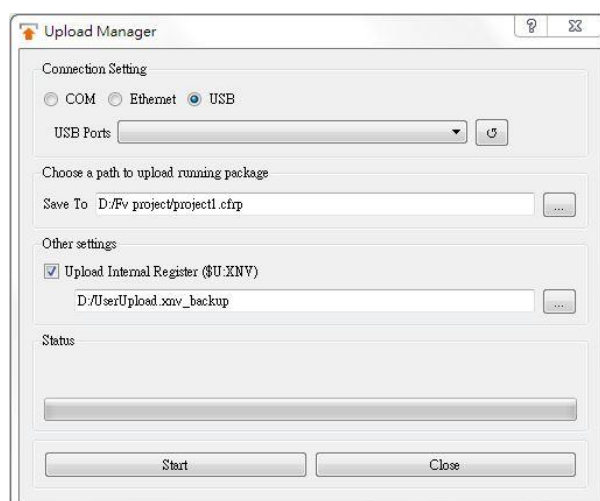 Upload Manager
Connection Setting
COM Ethernet USB
USB Ports
Choose a path to upload running package
Save To D:/Fv project/project1.cfrp ...
Other settings
Upload Internal Register ($U:XNV)
D:/UserUpload.xnv_backup ...
Status
Start Close